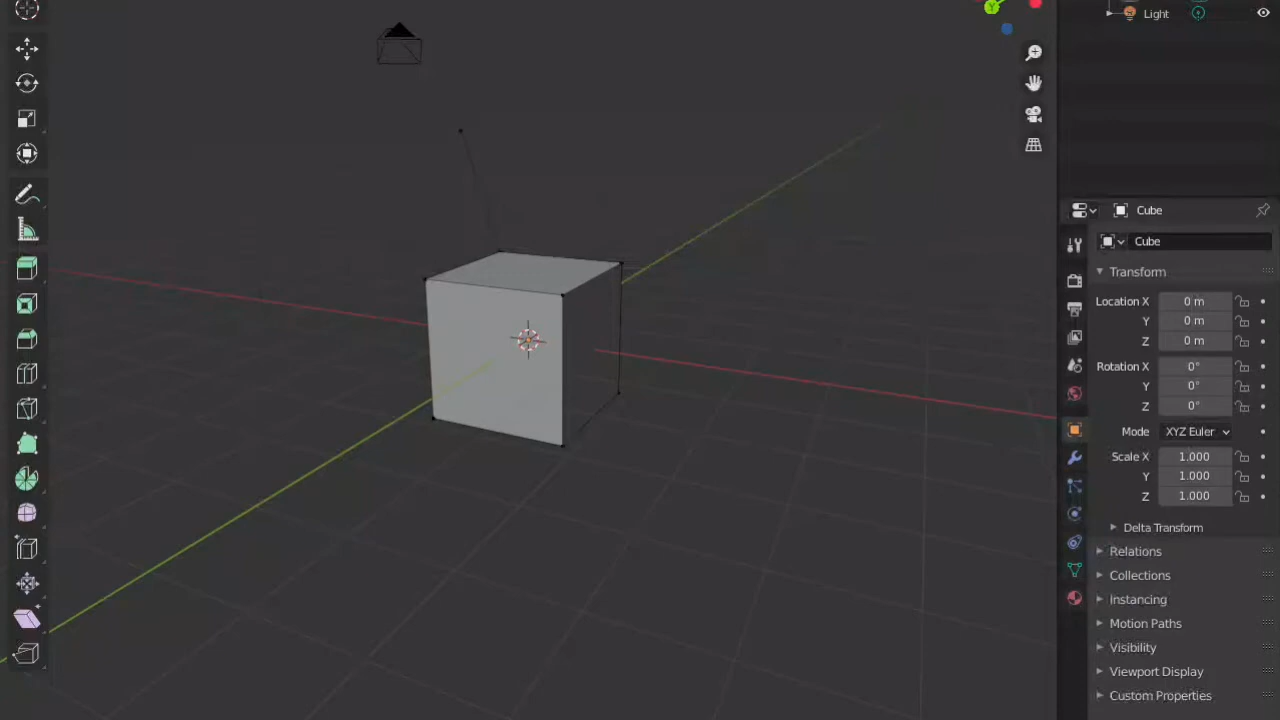 Y
Light
Cube
Cube
Transform
Location X 0 m
Y 0 m
Z 0 m
Rotation X 0°
Y 0°
Z 0°
Mode XYZ Euler
Scale X 1.000
Y 1.000
Z 1.000
Delta Transform
Relations
Collections
Instancing
Motion Paths
Visibility
Viewport Display
Custom Properties